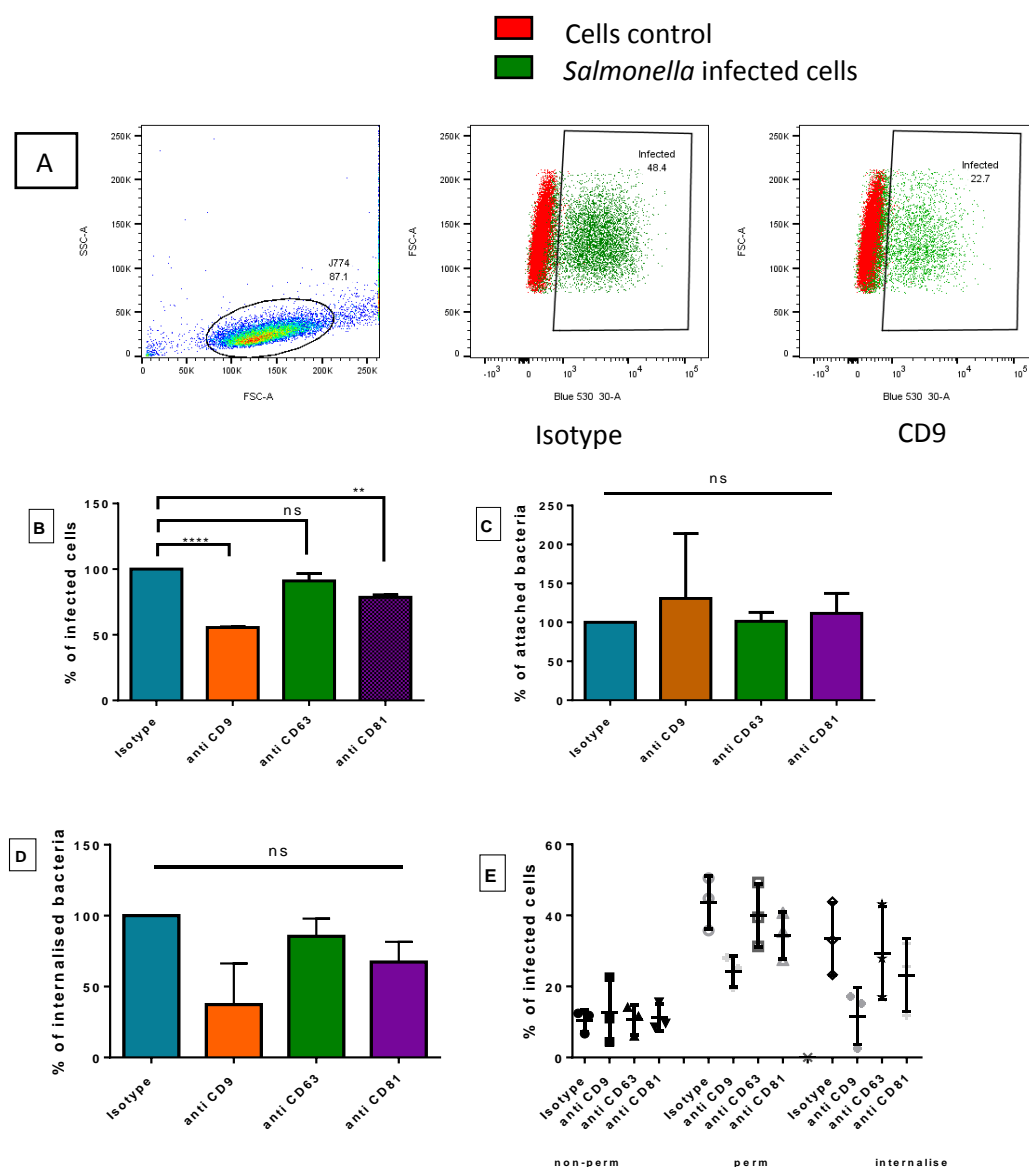 Cells control
Salmonella infected cells
A
250K
200K
150K
100K
50K
0
SSC-A
J774
87.1
0 50K 100K 150K 200K 250K
FSC-A
250K
200K
150K
100K
50K
0
FSC-A
Infected
48.4
-10³ 0 10³ 10⁴ 10⁵
Blue 530_30-A
Isotype
250K
200K
150K
100K
50K
0
FSC-A
Infected
22.7
-10³ 0 10³ 10⁴ 10⁵
Blue 530_30-A
CD9
B
% of infected cells
150
100
50
0
**
ns
****
Isotype
anti CD9
anti CD63
anti CD81
C
% of attached bacteria
250
200
150
100
50
0
ns
Isotype
anti CD9
anti CD63
anti CD81
D
% of internalised bacteria
150
100
50
0
ns
Isotype
anti CD9
anti CD63
anti CD81
E
% of infected cells
60
40
20
0
Isotype
anti CD9
anti CD63
anti CD81
Isotype
anti CD9
anti CD63
anti CD81
Isotype
anti CD9
anti CD63
anti CD81
non-perm perm internalise